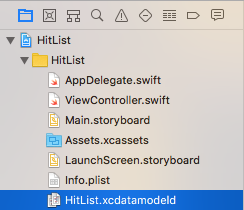 HitList
HitList
AppDelegate.swift
ViewController.swift
Main.storyboard
Assets.xcassets
LaunchScreen.storyboard
Info.plist
HitList.xcdatamodeld